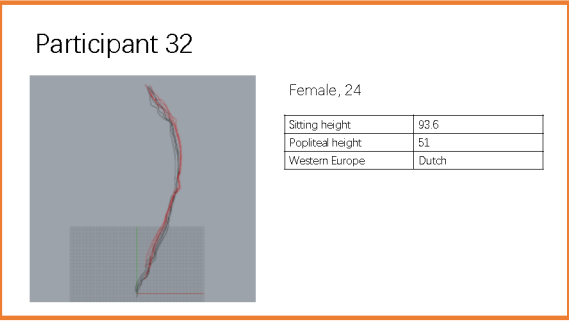 Participant 32
Female, 24
Sitting height 93.6
Popliteal height 51
Western Europe Dutch